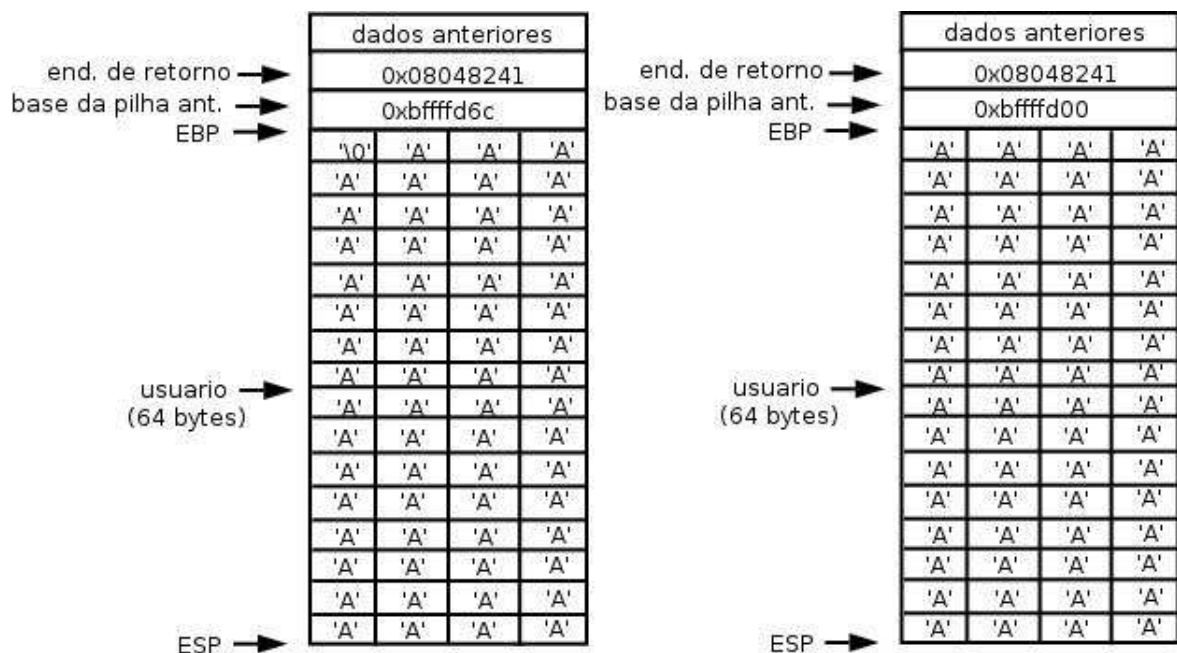 dados anteriores
end. de retorno
0x08048241
base da pilha ant.
0xbffffd6c
EBP
'\0' 'A' 'A' 'A'
'A' 'A' 'A' 'A'
'A' 'A' 'A' 'A'
'A' 'A' 'A' 'A'
'A' 'A' 'A' 'A'
'A' 'A' 'A' 'A'
'A' 'A' 'A' 'A'
'A' 'A' 'A' 'A'
usuario
(64 bytes)
'A' 'A' 'A' 'A'
'A' 'A' 'A' 'A'
'A' 'A' 'A' 'A'
'A' 'A' 'A' 'A'
'A' 'A' 'A' 'A'
'A' 'A' 'A' 'A'
'A' 'A' 'A' 'A'
'A' 'A' 'A' 'A'
ESP
dados anteriores
end. de retorno
0x08048241
base da pilha ant.
0xbffffd00
EBP
'A' 'A' 'A' 'A'
'A' 'A' 'A' 'A'
'A' 'A' 'A' 'A'
'A' 'A' 'A' 'A'
'A' 'A' 'A' 'A'
'A' 'A' 'A' 'A'
'A' 'A' 'A' 'A'
'A' 'A' 'A' 'A'
usuario
(64 bytes)
'A' 'A' 'A' 'A'
'A' 'A' 'A' 'A'
'A' 'A' 'A' 'A'
'A' 'A' 'A' 'A'
'A' 'A' 'A' 'A'
'A' 'A' 'A' 'A'
'A' 'A' 'A' 'A'
'A' 'A' 'A' 'A'
ESP